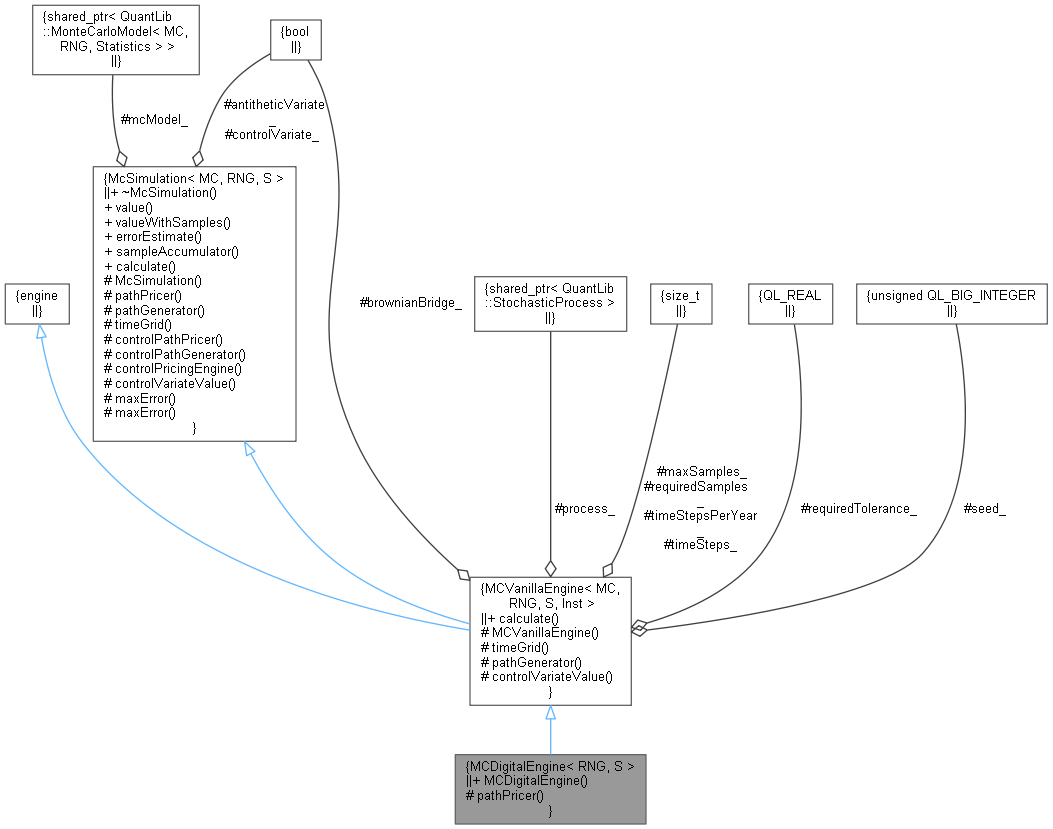 {shared_ptr< QuantLib
::MonteCarloModel< MC,
RNG, Statistics > >
||}
{bool
||}
#mcModel_
#antitheticVariate
_
#controlVariate_
{McSimulation< MC, RNG, S >
||+ ~McSimulation()
+ value()
+ valueWithSamples()
+ errorEstimate()
+ sampleAccumulator()
+ calculate()
# McSimulation()
# pathPricer()
# pathGenerator()
# timeGrid()
# controlPathPricer()
# controlPathGenerator()
# controlPricingEngine()
# controlVariateValue()
# maxError()
# maxError()
}
{engine
||}
#brownianBridge_
{shared_ptr< QuantLib
::StochasticProcess >
||}
{size_t
||}
{QL_REAL
||}
{unsigned QL_BIG_INTEGER
||}
#process_
#maxSamples_
#requiredSamples
_
#timeStepsPerYear
_
#timeSteps_
#requiredTolerance_
#seed_
{MCVanillaEngine< MC,
RNG, S, Inst >
||+ calculate()
# MCVanillaEngine()
# timeGrid()
# pathGenerator()
# controlVariateValue()
}
{MCDigitalEngine< RNG, S >
||+ MCDigitalEngine()
# pathPricer()
}